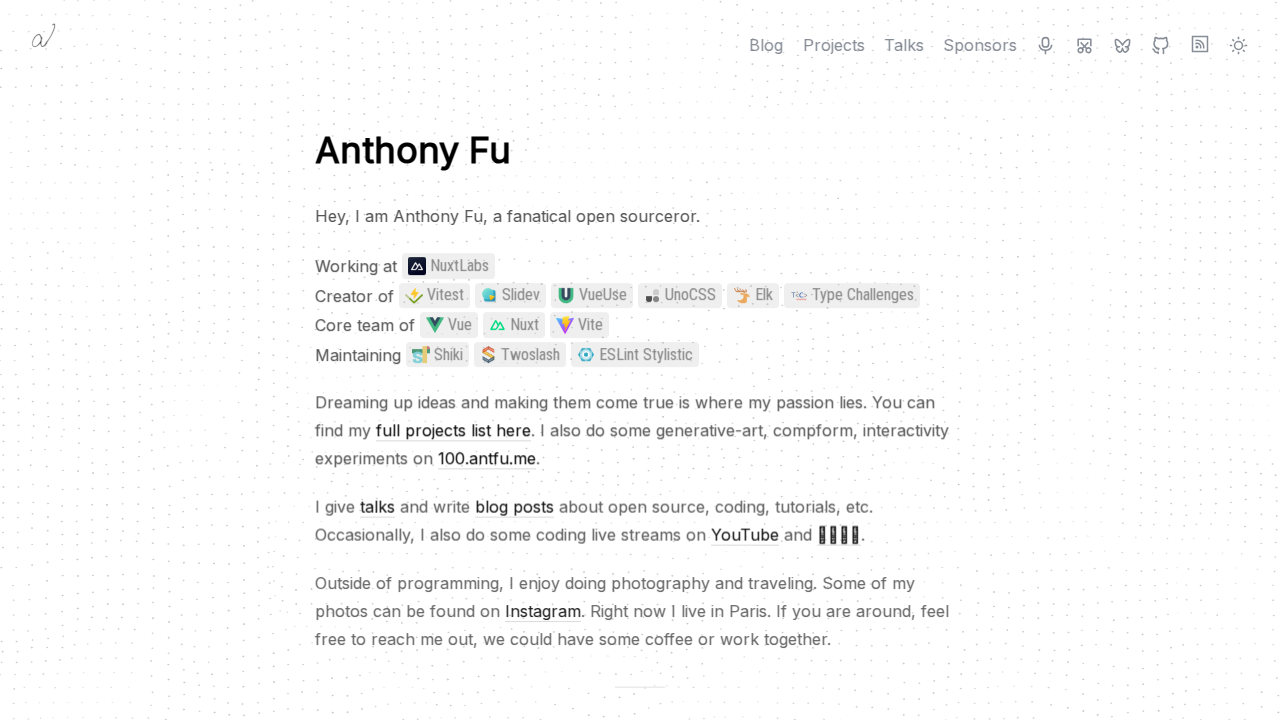 Blog Projects Talks Sponsors
Anthony Fu
Hey, I am Anthony Fu, a fanatical open sourceror.
Working at NuxtLabs
Creator of Vitest Slidev VueUse UnoCSS Elk Type Challenges
Core team of Vue Nuxt Vite
Maintaining Shiki Twoslash ESLint Stylistic
Dreaming up ideas and making them come true is where my passion lies. You can
find my full projects list here. I also do some generative-art, compform, interactivity
experiments on 100.antfu.me.
I give talks and write blog posts about open source, coding, tutorials, etc.
Occasionally, I also do some coding live streams on YouTube and .
Outside of programming, I enjoy doing photography and traveling. Some of my
photos can be found on Instagram. Right now I live in Paris. If you are around, feel
free to reach me out, we could have some coffee or work together.